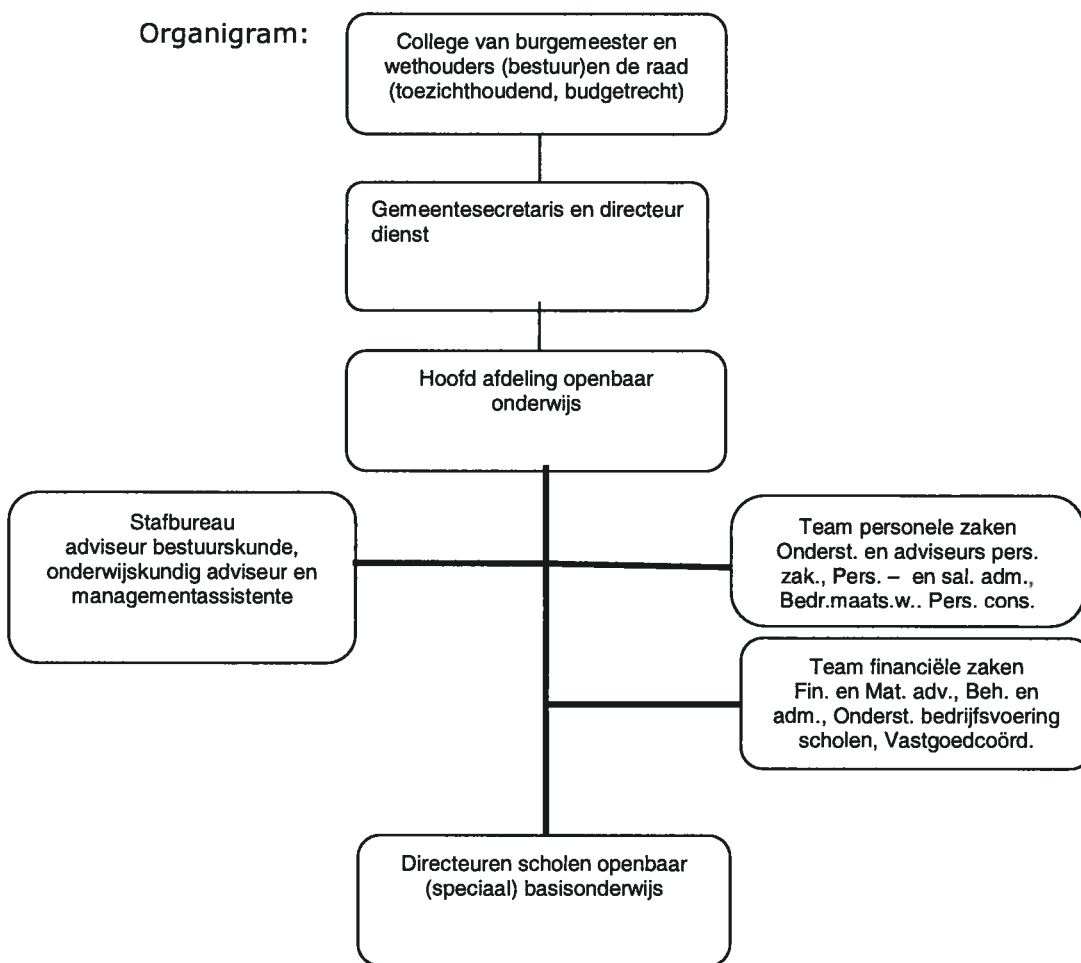 Organigram:
College van burgemeester en
wethouders (bestuur)en de raad
(toezichthoudend, budgetrecht)
Gemeentesecretaris en directeur
dienst
Hoofd afdeling openbaar
onderwijs
Stafbureau
adviseur bestuurskunde,
onderwijskundig adviseur en
managementassistente
Team personele zaken
Onderst. en adviseurs pers.
zak., Pers. – en sal. adm.,
Bedr.maats.w.. Pers. cons.
Team financiële zaken
Fin. en Mat. adv., Beh. en
adm., Onderst. bedrijfsvoering
scholen, Vastgoedcoörd.
Directeuren scholen openbaar
(speciaal) basisonderwijs